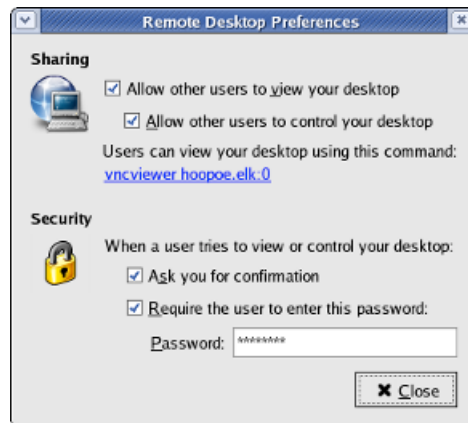 Remote Desktop Preferences
Sharing
Allow other users to view your desktop
Allow other users to control your desktop
Users can view your desktop using this command:
vncviewer hoopoe.elk:0
Security
When a user tries to view or control your desktop:
Ask you for confirmation
Require the user to enter this password:
Password: ********
Close